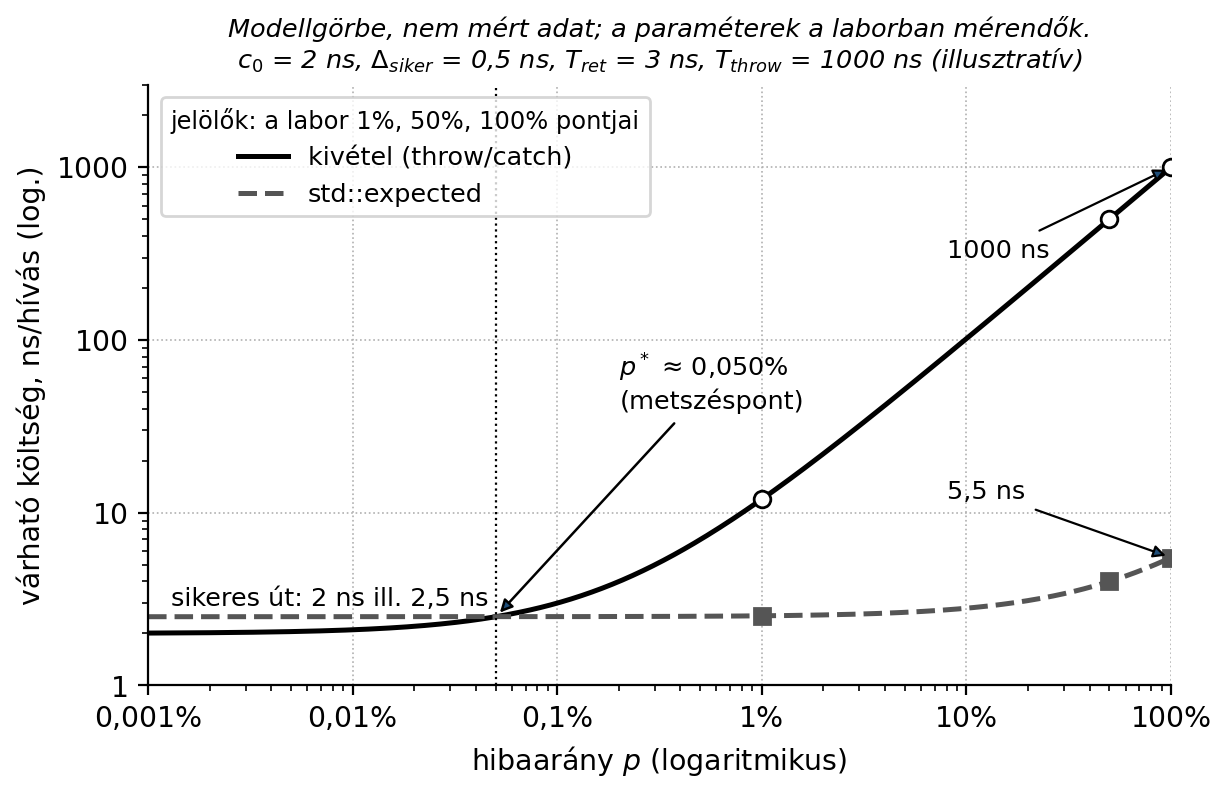 Modellgörbe, nem mért adat; a paraméterek a laborban mérendők.
c₀ = 2 ns, Δ_siker = 0,5 ns, T_ret = 3 ns, T_throw = 1000 ns (illusztratív)
jelölők: a labor 1%, 50%, 100% pontjai
kivétel (throw/catch)
std::expected
várható költség, ns/hívás (log.)
1000
100
10
1
1000 ns
p* ≈ 0,050%
(metszéspont)
5,5 ns
sikeres út: 2 ns ill. 2,5 ns
0,001%
0,01%
0,1%
1%
10%
100%
hibaarány p (logaritmikus)